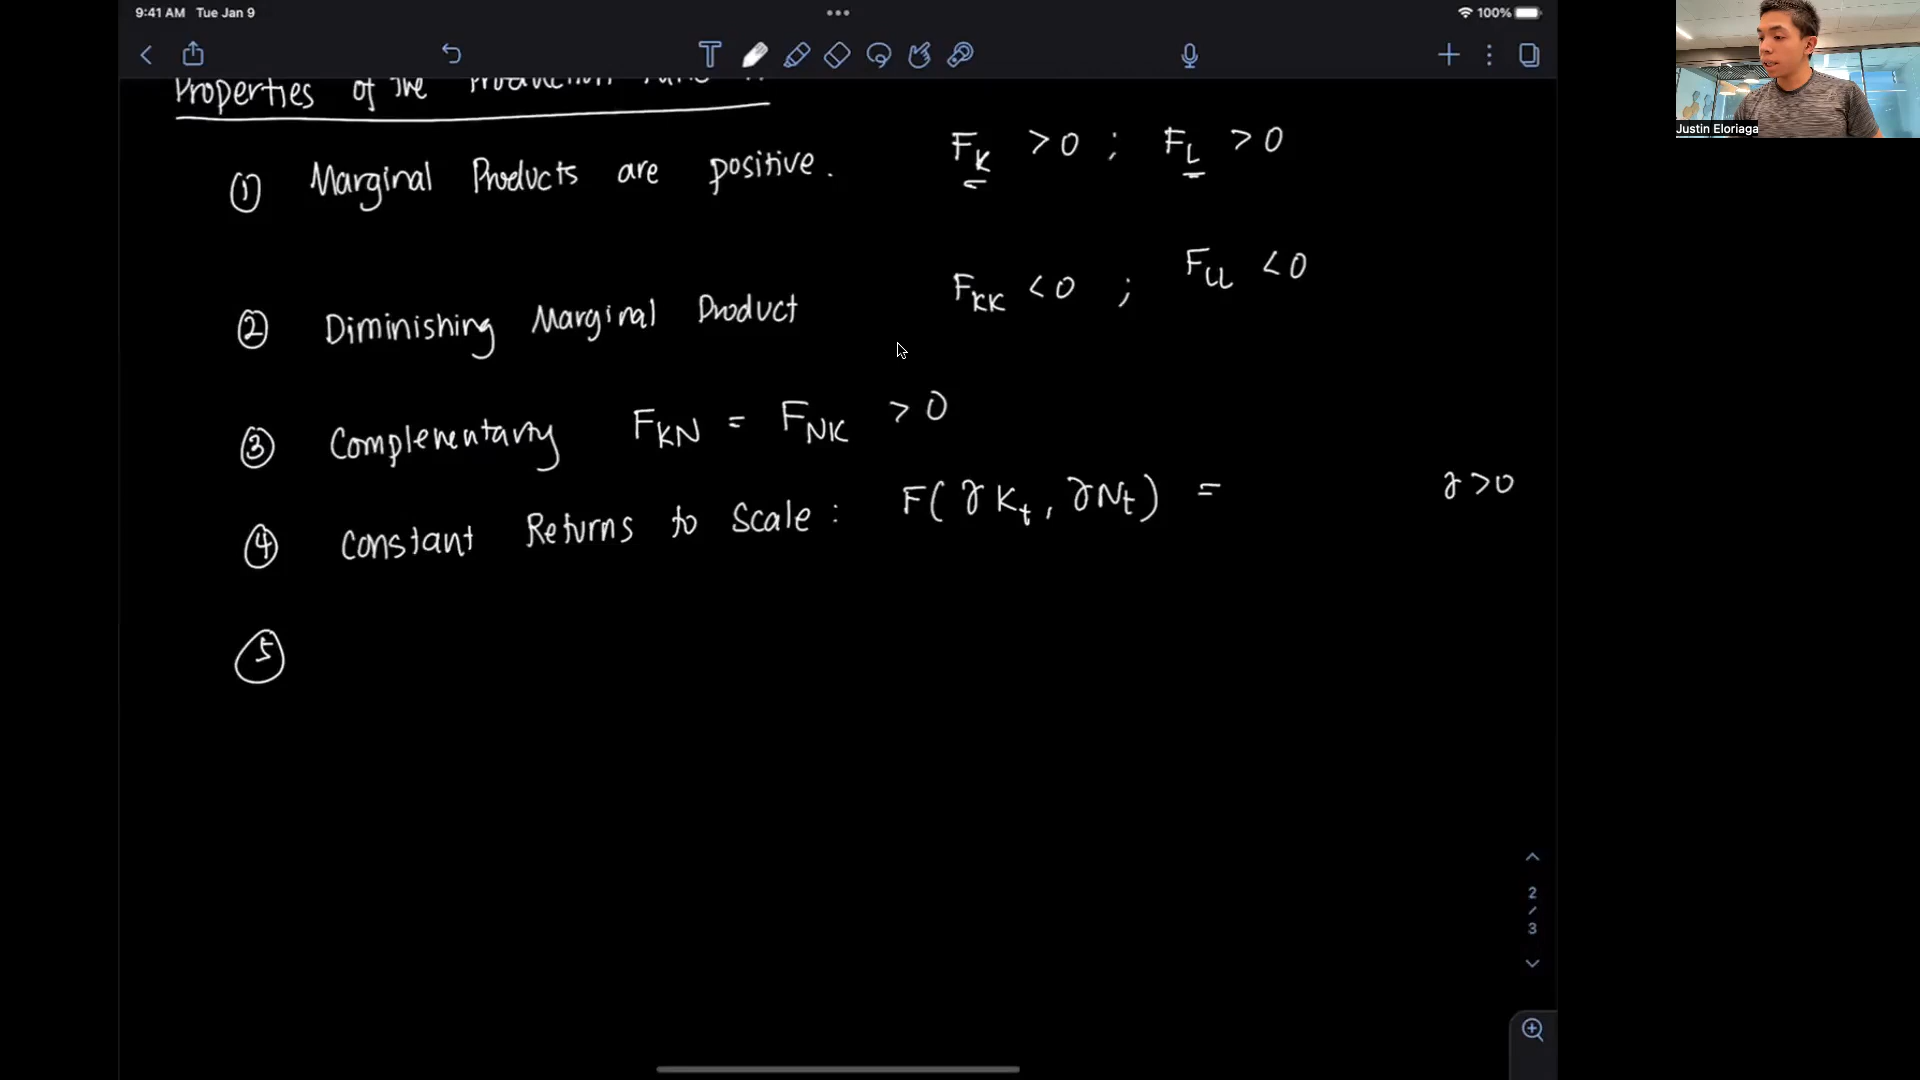 9:41 AM Tue Jan 9
100%
Justin Eloriaga
Properties of the Production
① Marginal Products are positive. F_K > 0 ; F_L > 0
② Diminishing Marginal Product F_KK < 0 ; F_LL < 0
③ Complementarity F_KN = F_NK > 0
④ Constant Returns to Scale : F(γK_t, γN_t) = γ > 0
⑤
2
/
3